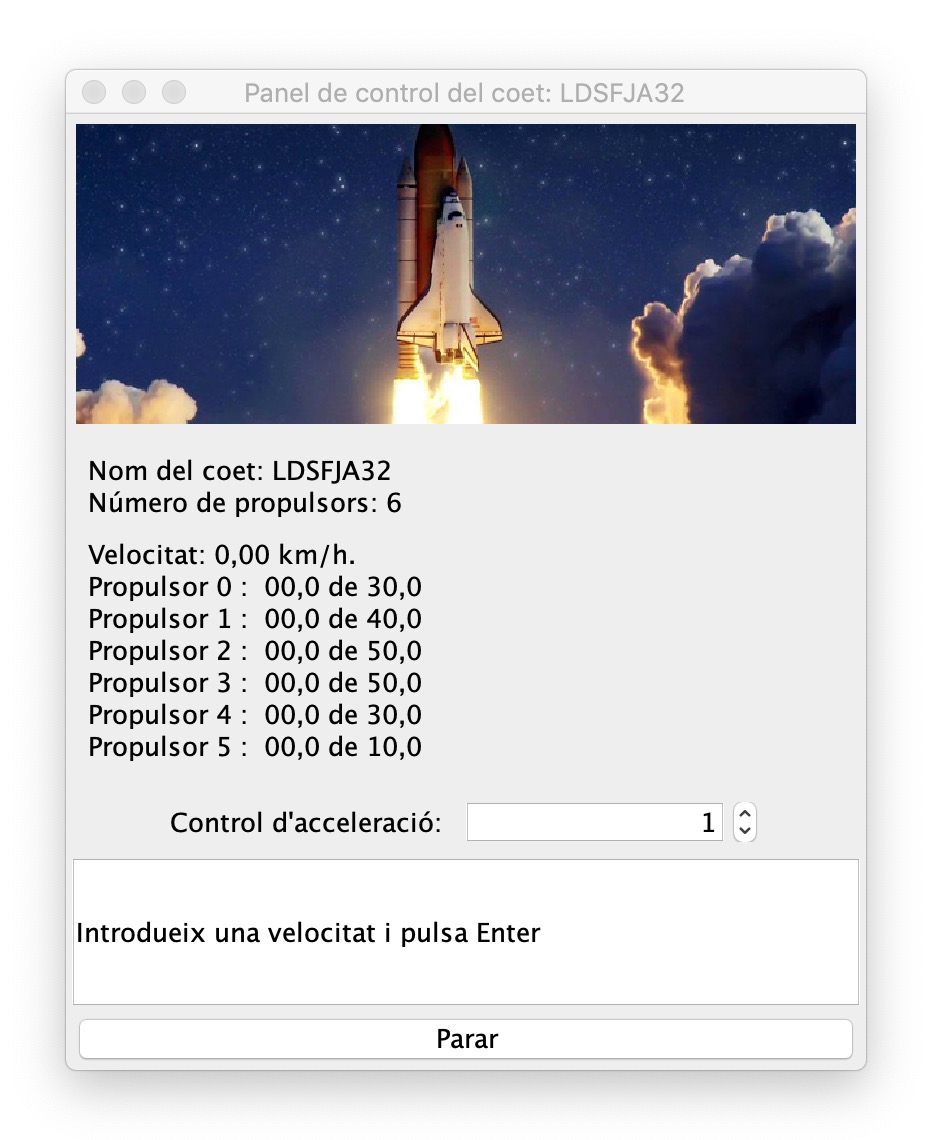 Panel de control del coet: LDSFJA32
Nom del coet: LDSFJA32
Número de propulsors: 6
Velocitat: 0,00 km/h.
Propulsor 0 :  00,0 de 30,0
Propulsor 1 :  00,0 de 40,0
Propulsor 2 :  00,0 de 50,0
Propulsor 3 :  00,0 de 50,0
Propulsor 4 :  00,0 de 30,0
Propulsor 5 :  00,0 de 10,0
Control d'acceleració: 1
Introdueix una velocitat i pulsa Enter
Parar